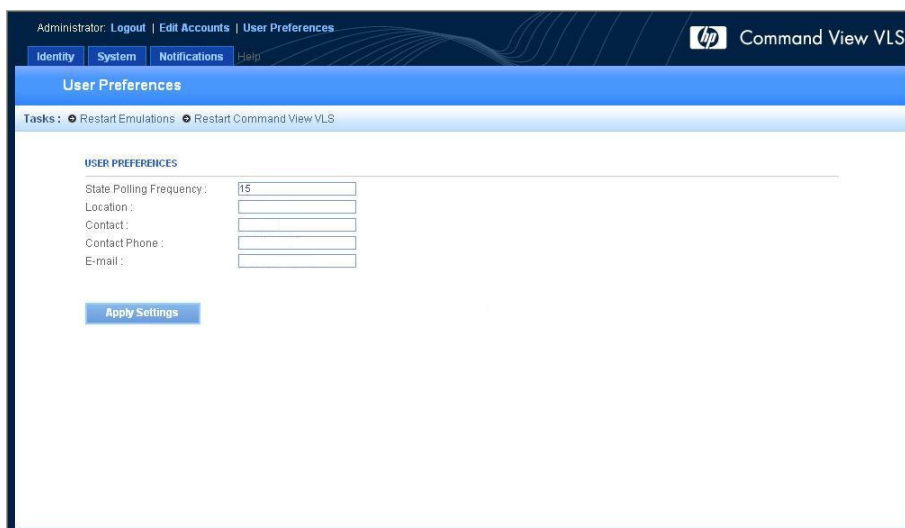 Administrator: Logout | Edit Accounts | User Preferences
hp Command View VLS
Identity System Notifications Help
User Preferences
Tasks : Restart Emulations Restart Command View VLS
USER PREFERENCES
State Polling Frequency : 15
Location :
Contact :
Contact Phone :
E-mail :
Apply Settings